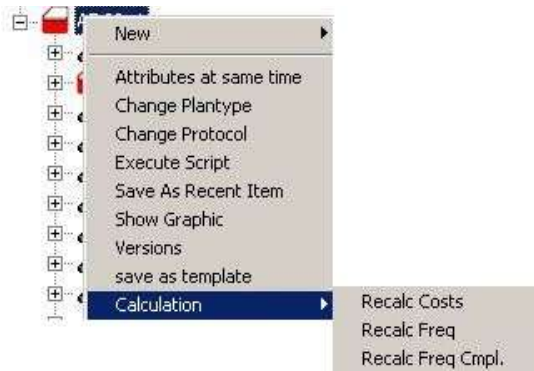 New
Attributes at same time
Change Plantype
Change Protocol
Execute Script
Save As Recent Item
Show Graphic
Versions
save as template
Calculation
Recalc Costs
Recalc Freq
Recalc Freq Cmpl.